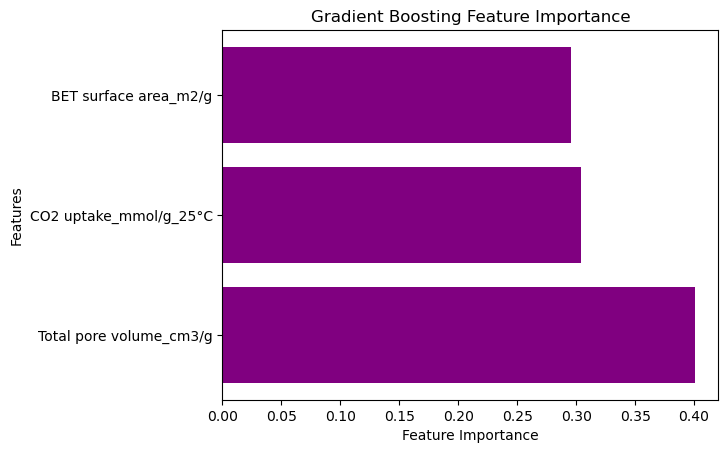 Gradient Boosting Feature Importance
Features
BET surface area_m2/g
CO2 uptake_mmol/g_25°C
Total pore volume_cm3/g
0.00 0.05 0.10 0.15 0.20 0.25 0.30 0.35 0.40
Feature Importance